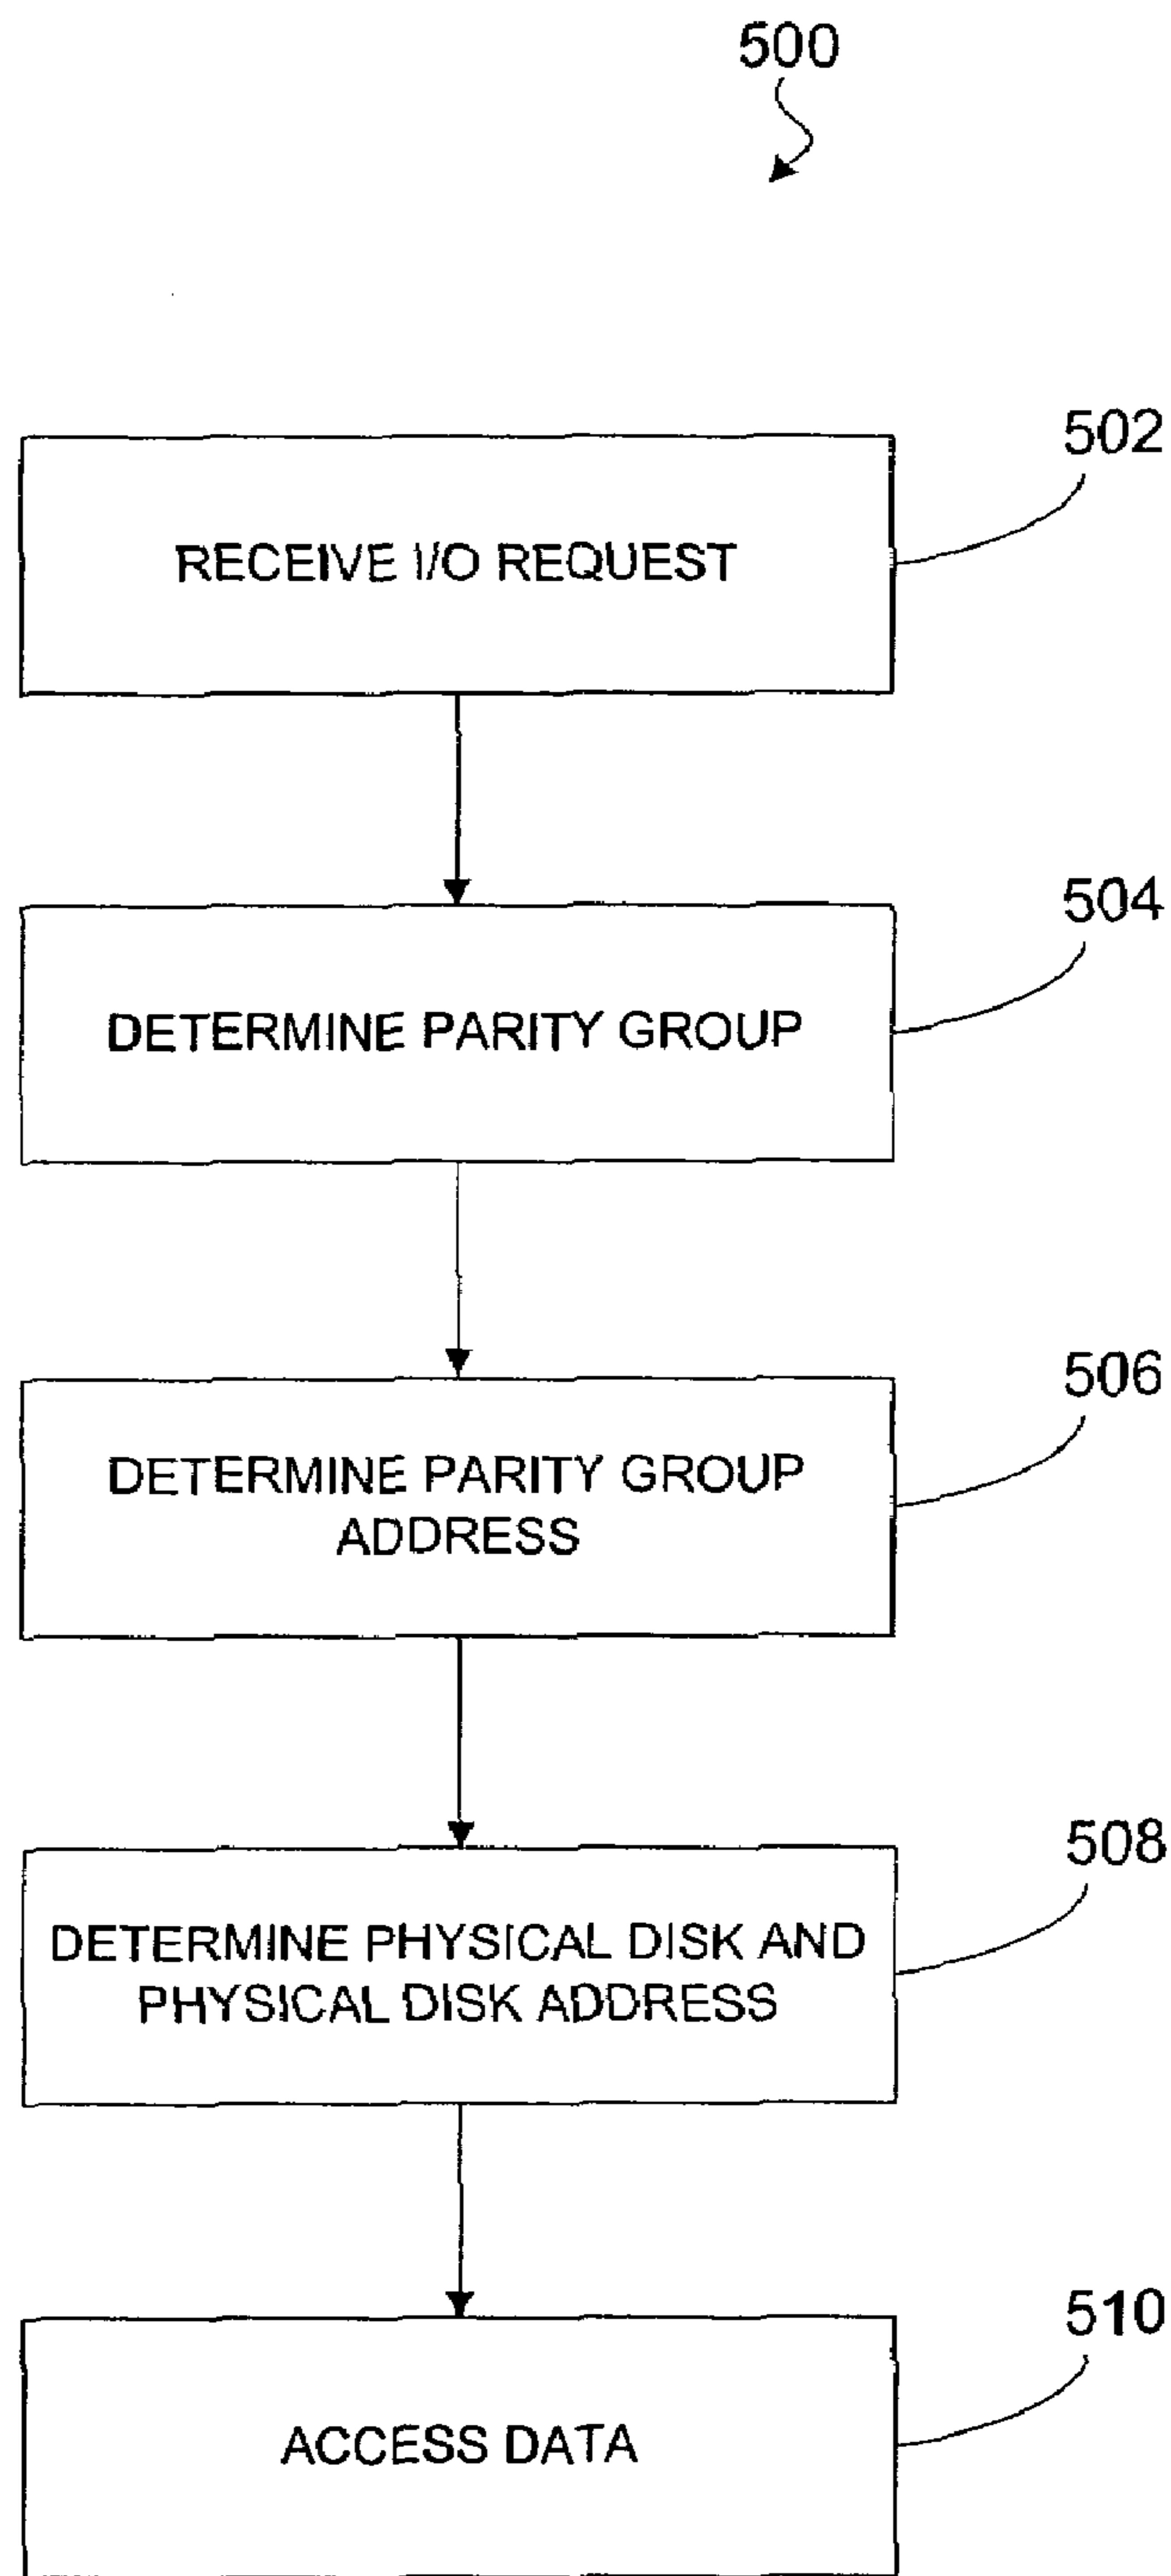 500
502
RECEIVE I/O REQUEST
504
DETERMINE PARITY GROUP
506
DETERMINE PARITY GROUP
ADDRESS
508
DETERMINE PHYSICAL DISK AND
PHYSICAL DISK ADDRESS
510
ACCESS DATA